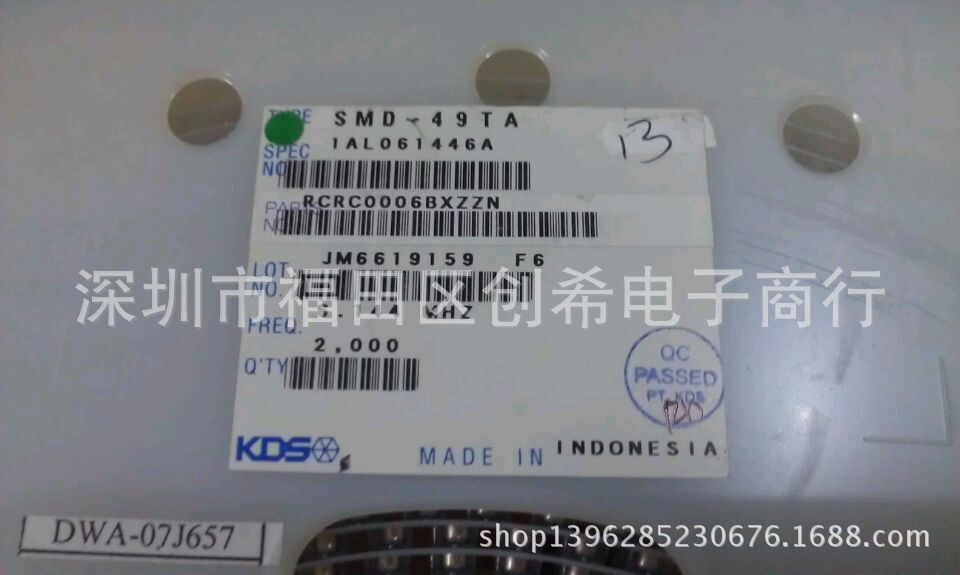 TYPE SMD-49TA
13
SPEC NO. 1AL061446A
PARTS NO. RCRC0006BXZZN
LOT NO. JM6619159 F6
深圳市福田区创希电子商行
FREQ. KHZ
Q'TY 2,000
QC
PASSED
PT. KDS
KDS
MADE IN INDONESIA
DWA-07J657
shop1396285230676.1688.com